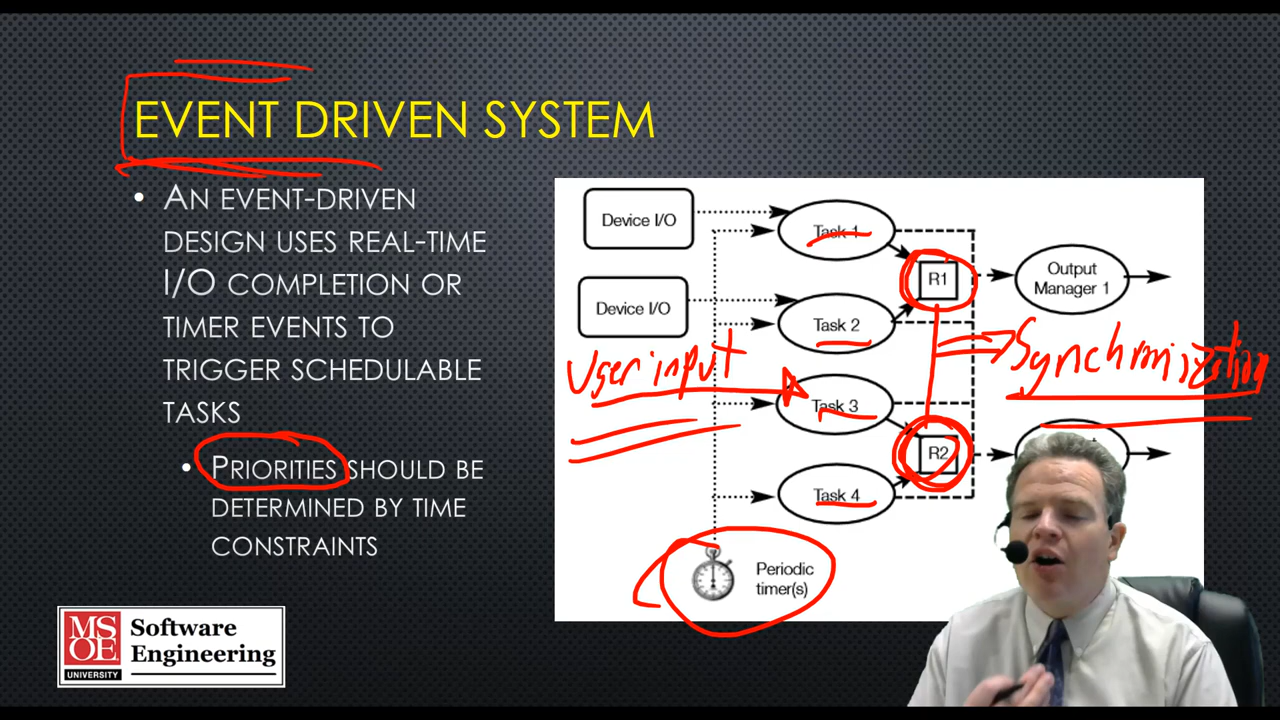 EVENT DRIVEN SYSTEM
• AN EVENT-DRIVEN
DESIGN USES REAL-TIME
I/O COMPLETION OR
TIMER EVENTS TO
TRIGGER SCHEDULABLE
TASKS
• PRIORITIES SHOULD BE
DETERMINED BY TIME
CONSTRAINTS
Device I/O
Task 1
R1
Output
Manager 1
Device I/O
Task 2
User input
Synchronization
Task 3
R2
Task 4
Periodic
timer(s)
MS
OE
UNIVERSITY
Software
Engineering